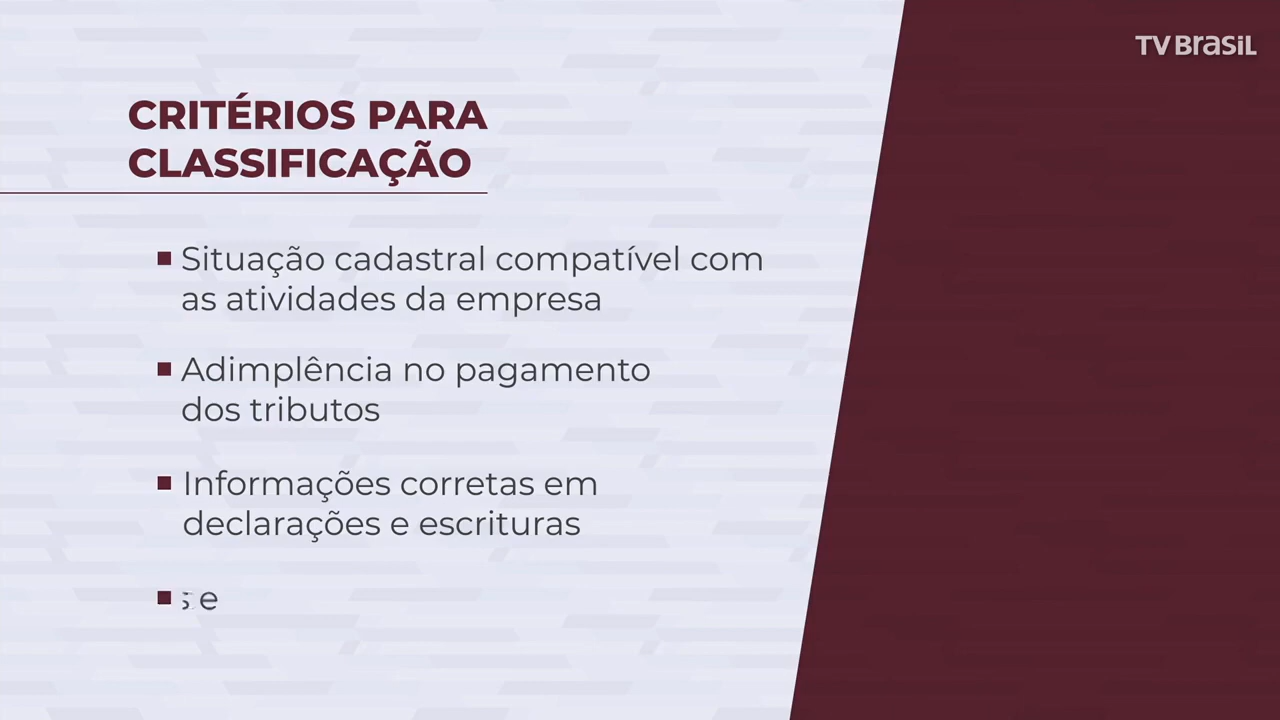 TV BRASIL
CRITÉRIOS PARA
CLASSIFICAÇÃO
Situação cadastral compatível com
as atividades da empresa
Adimplência no pagamento
dos tributos
Informações corretas em
declarações e escrituras
e